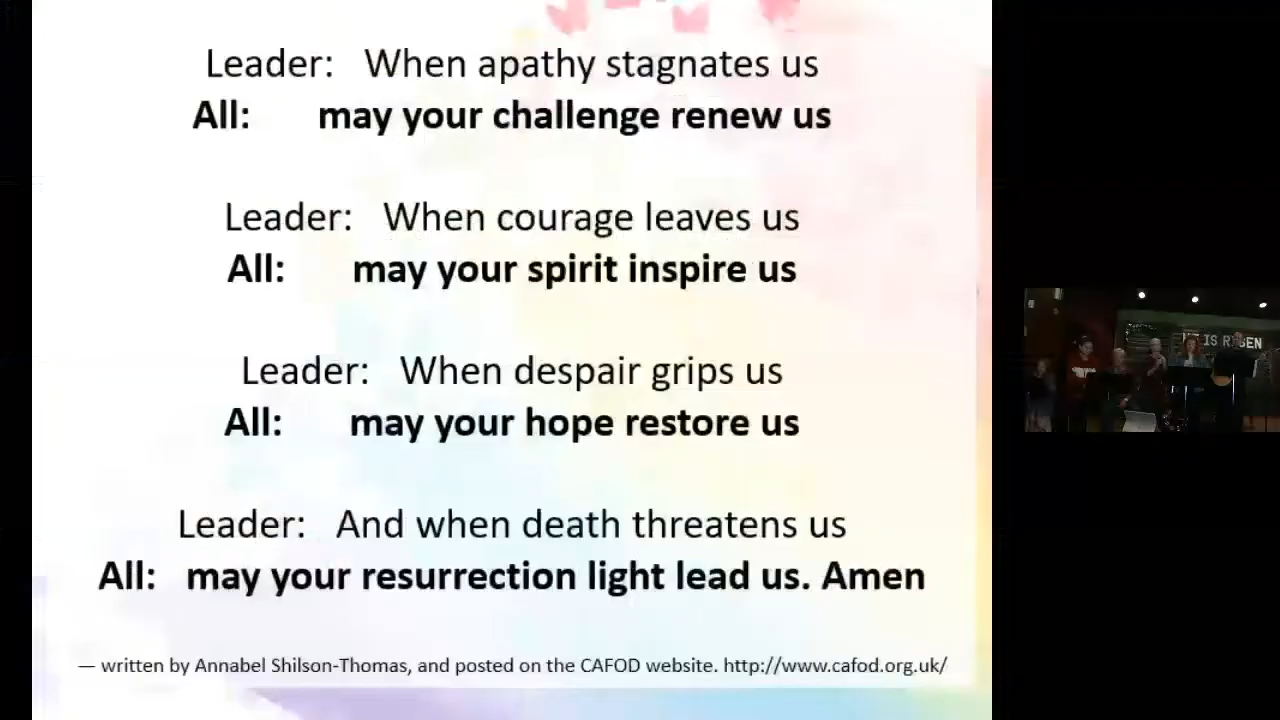 Leader: When apathy stagnates us
All: may your challenge renew us
Leader: When courage leaves us
All: may your spirit inspire us
Leader: When despair grips us
All: may your hope restore us
Leader: And when death threatens us
All: may your resurrection light lead us. Amen
— written by Annabel Shilson-Thomas, and posted on the CAFOD website. http://www.cafod.org.uk/
IS RISEN